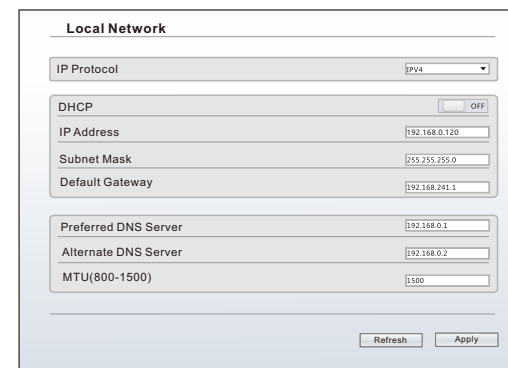 Local Network
IP Protocol IPV4
DHCP OFF
IP Address 192.168.0.120
Subnet Mask 255.255.255.0
Default Gateway 192.168.241.1
Preferred DNS Server 192.168.0.1
Alternate DNS Server 192.168.0.2
MTU(800-1500) 1500
Refresh Apply